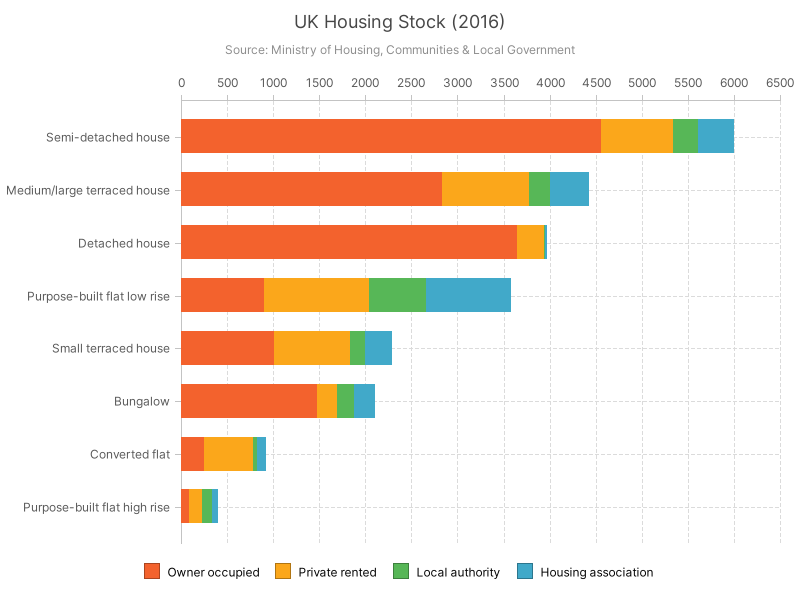 UK Housing Stock (2016)
Source: Ministry of Housing, Communities & Local Government
0 500 1000 1500 2000 2500 3000 3500 4000 4500 5000 5500 6000 6500
Semi-detached house
Medium/large terraced house
Detached house
Purpose-built flat low rise
Small terraced house
Bungalow
Converted flat
Purpose-built flat high rise
Owner occupied Private rented Local authority Housing association